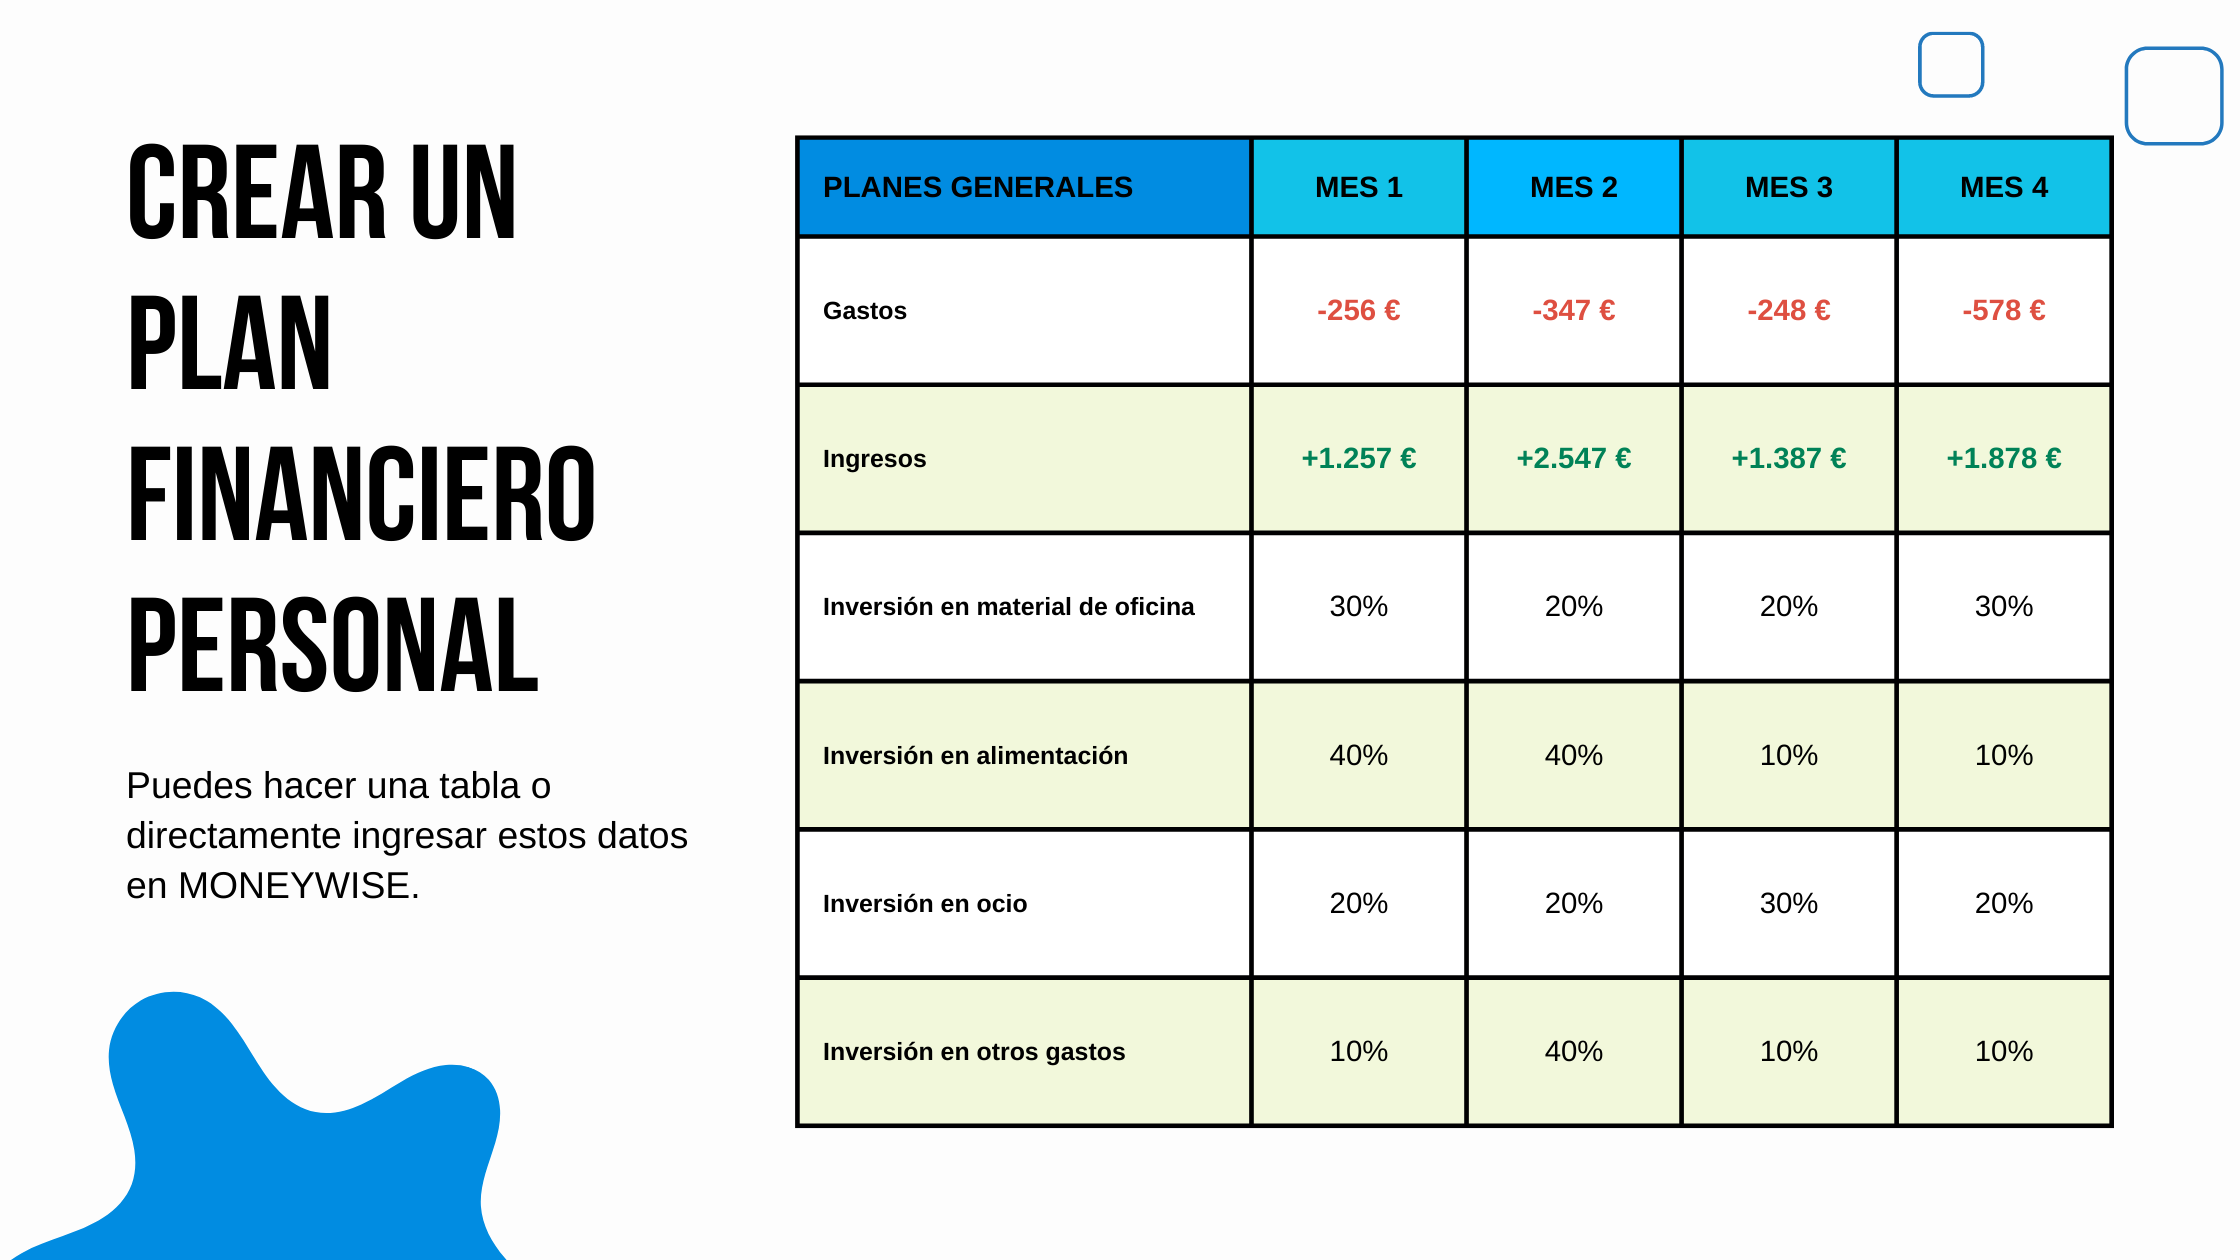 CREAR UN
PLAN
FINANCIERO
PERSONAL
Puedes hacer una tabla o
directamente ingresar estos datos
en MONEYWISE.
PLANES GENERALES MES 1 MES 2 MES 3 MES 4
Gastos -256 € -347 € -248 € -578 €
Ingresos +1.257 € +2.547 € +1.387 € +1.878 €
Inversión en material de oficina 30% 20% 20% 30%
Inversión en alimentación 40% 40% 10% 10%
Inversión en ocio 20% 20% 30% 20%
Inversión en otros gastos 10% 40% 10% 10%